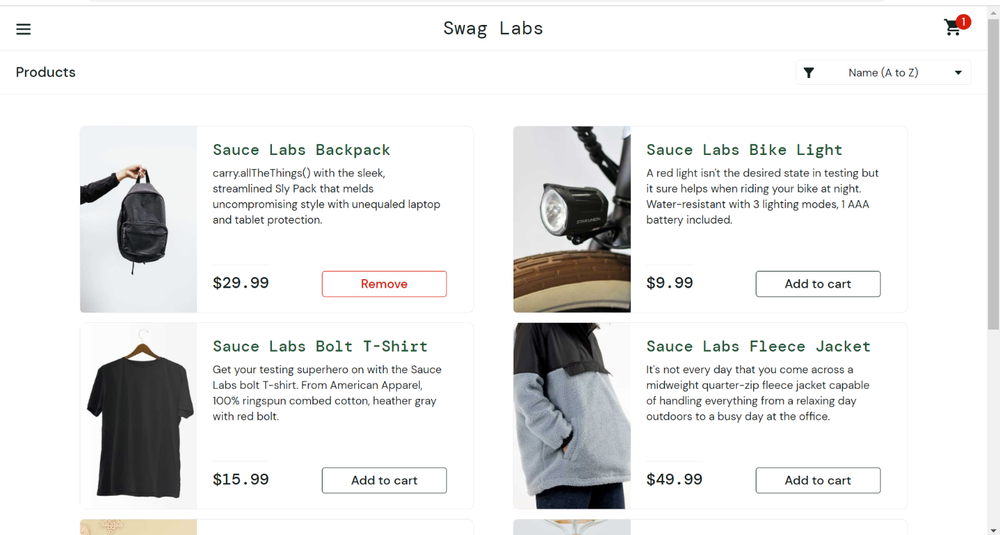 Swag Labs
1
Products
Name (A to Z)
Sauce Labs Backpack
carry.allTheThings() with the sleek,
streamlined Sly Pack that melds
uncompromising style with unequaled laptop
and tablet protection.
$29.99
Remove
Sauce Labs Bike Light
A red light isn't the desired state in testing but
it sure helps when riding your bike at night.
Water-resistant with 3 lighting modes, 1 AAA
battery included.
STAR UNION
$9.99
Add to cart
Sauce Labs Bolt T-Shirt
Get your testing superhero on with the Sauce
Labs bolt T-shirt. From American Apparel,
100% ringspun combed cotton, heather gray
with red bolt.
$15.99
Add to cart
Sauce Labs Fleece Jacket
It's not every day that you come across a
midweight quarter-zip fleece jacket capable
of handling everything from a relaxing day
outdoors to a busy day at the office.
$49.99
Add to cart